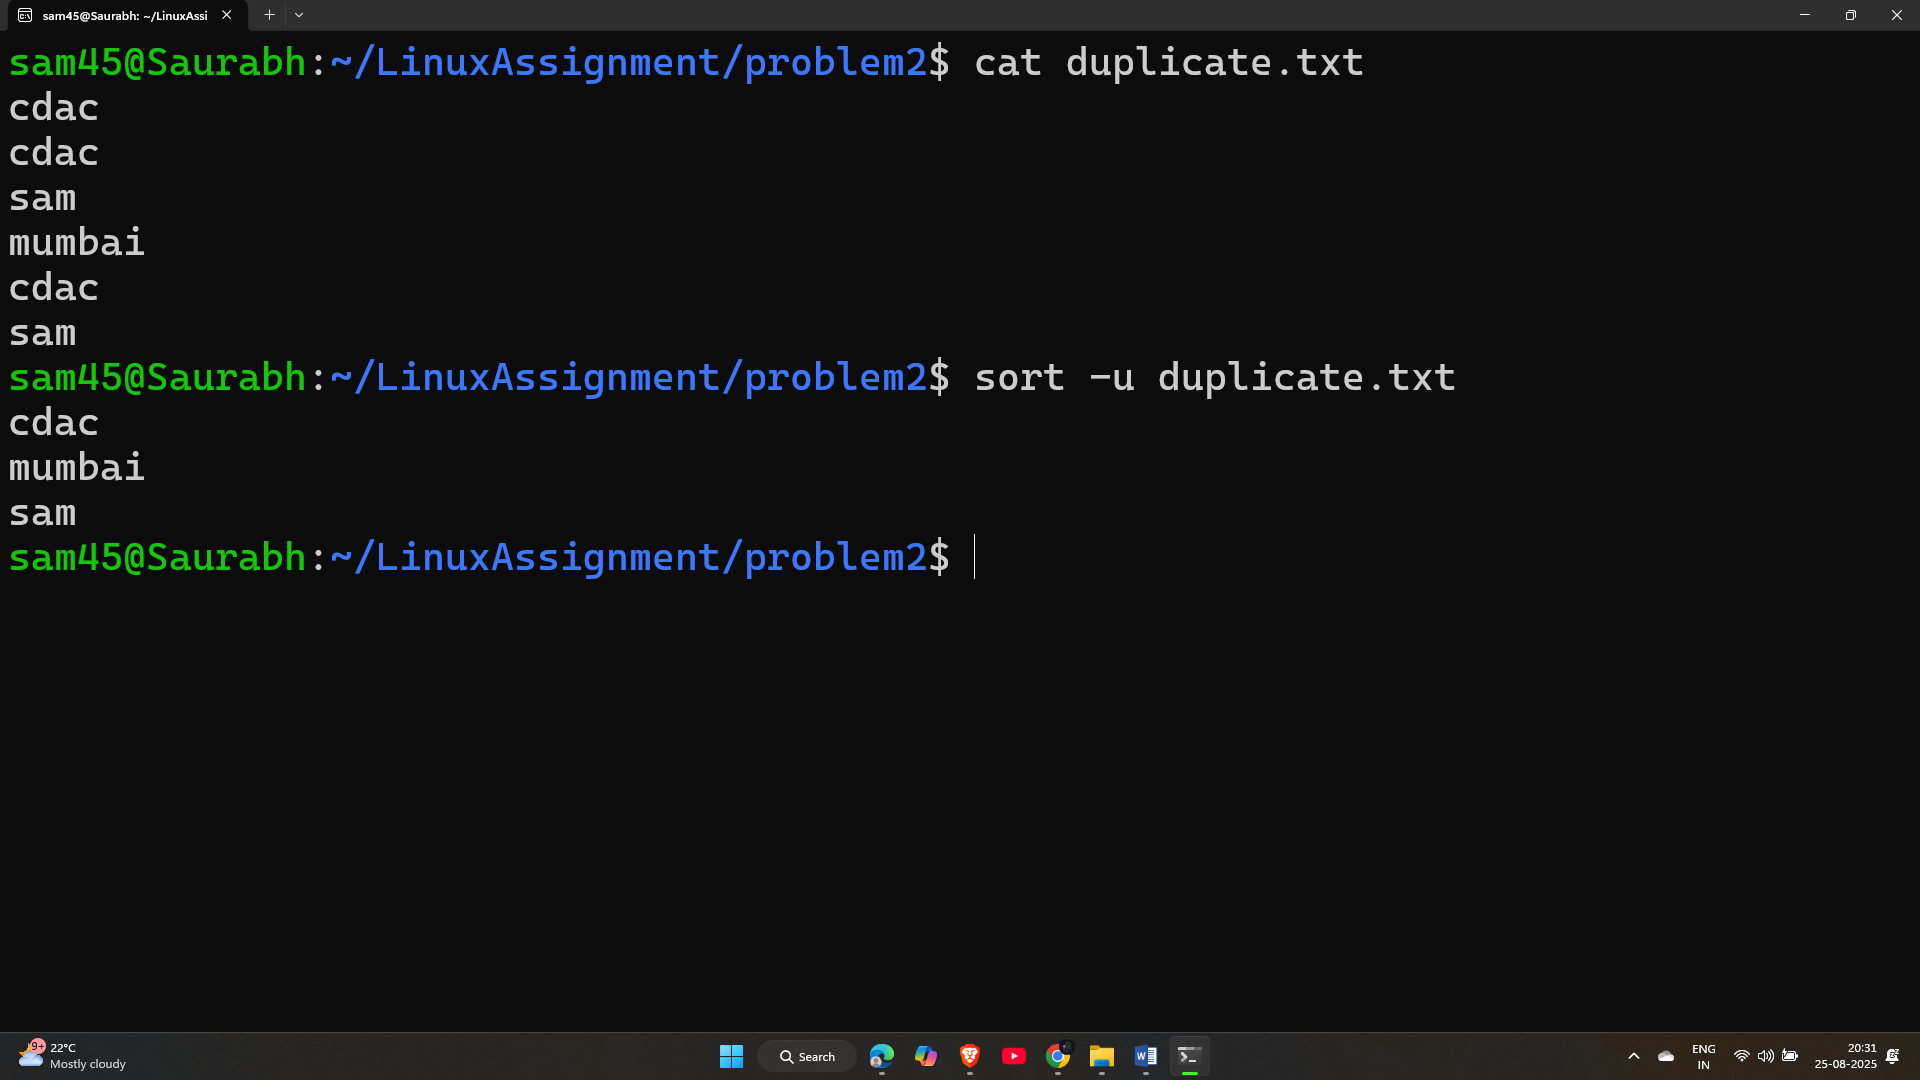 sam45@Saurabh: ~/LinuxAssi
sam45@Saurabh:~/LinuxAssignment/problem2$ cat duplicate.txt
cdac
cdac
sam
mumbai
cdac
sam
sam45@Saurabh:~/LinuxAssignment/problem2$ sort -u duplicate.txt
cdac
mumbai
sam
sam45@Saurabh:~/LinuxAssignment/problem2$
9+
22°C
Mostly cloudy
Search
ENG
IN
20:31
25-08-2025